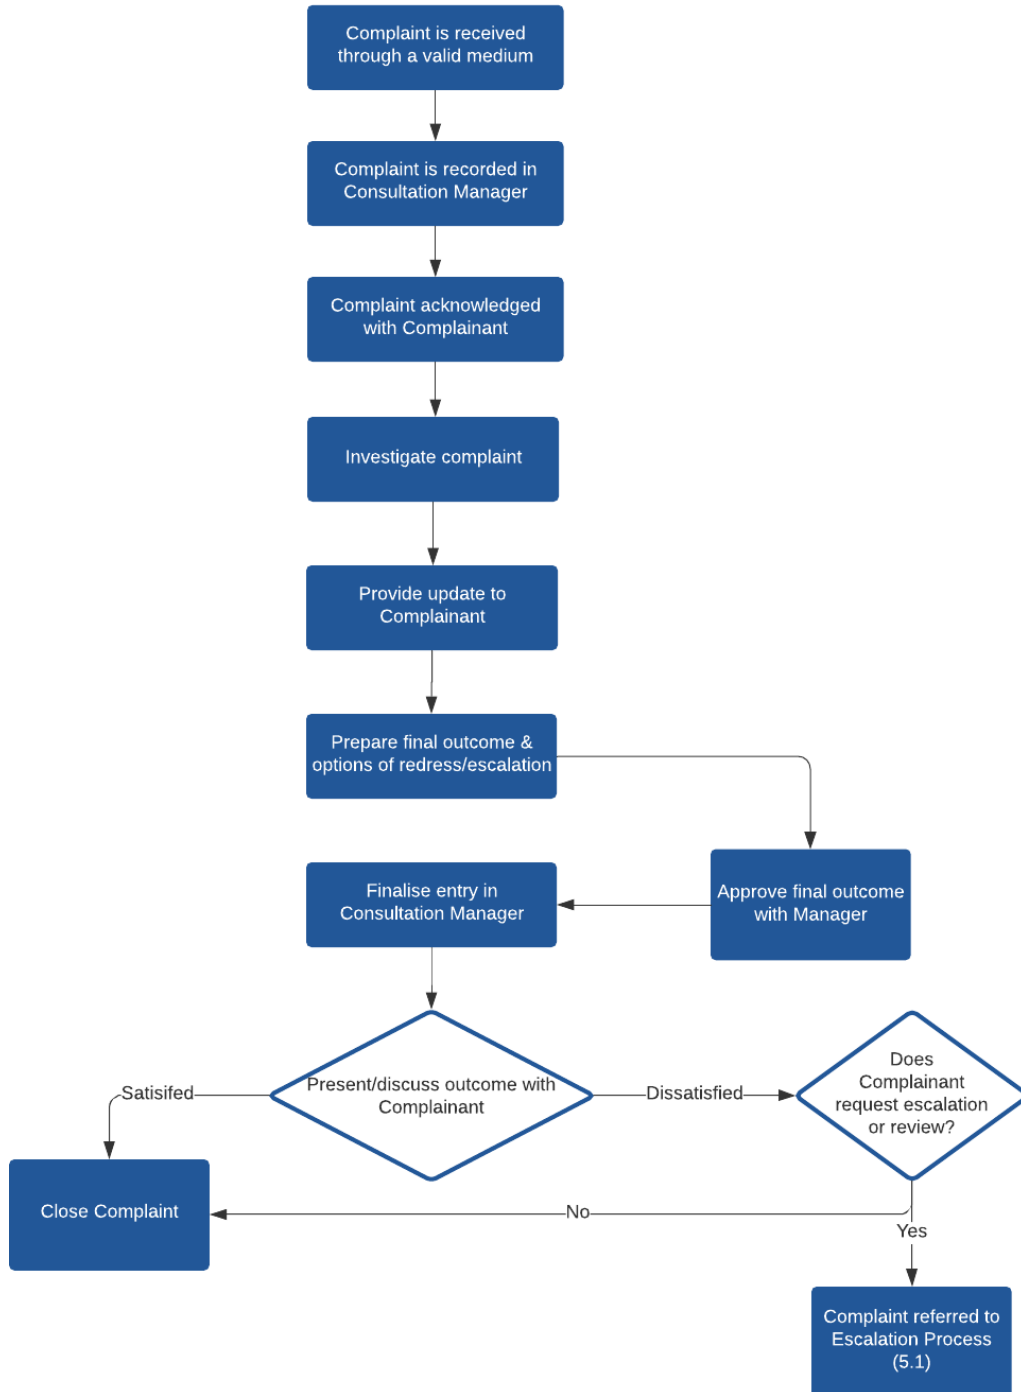 Complaint is received
through a valid medium
Complaint is recorded in
Consultation Manager
Complaint acknowledged
with Complainant
Investigate complaint
Provide update to
Complainant
Prepare final outcome &
options of redress/escalation
Approve final outcome
with Manager
Finalise entry in
Consultation Manager
Present/discuss outcome with
Complainant
Satisifed
Dissatisfied
Does
Complainant
request escalation
or review?
Close Complaint
No
Yes
Complaint referred to
Escalation Process
(5.1)